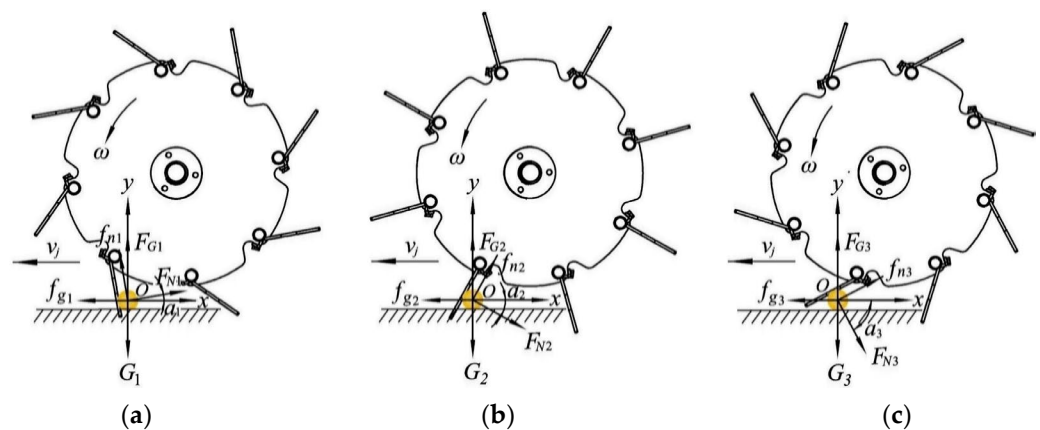 ω ω ω
y y y
v_j f_n1 F_G1 v_j F_G2 f_n2 v_j F_G3 f_n3
f_g1 O F_N1 x f_g2 O a_2 x f_g3 O x
a_1 F_N2 a_3 F_N3
G_1 G_2 G_3
(a) (b) (c)